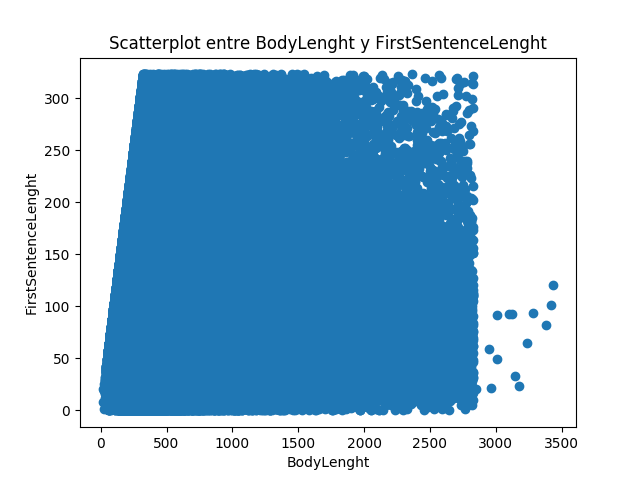 Scatterplot entre BodyLenght y FirstSentenceLenght
FirstSentenceLenght
300
250
200
150
100
50
0
0 500 1000 1500 2000 2500 3000 3500
BodyLenght